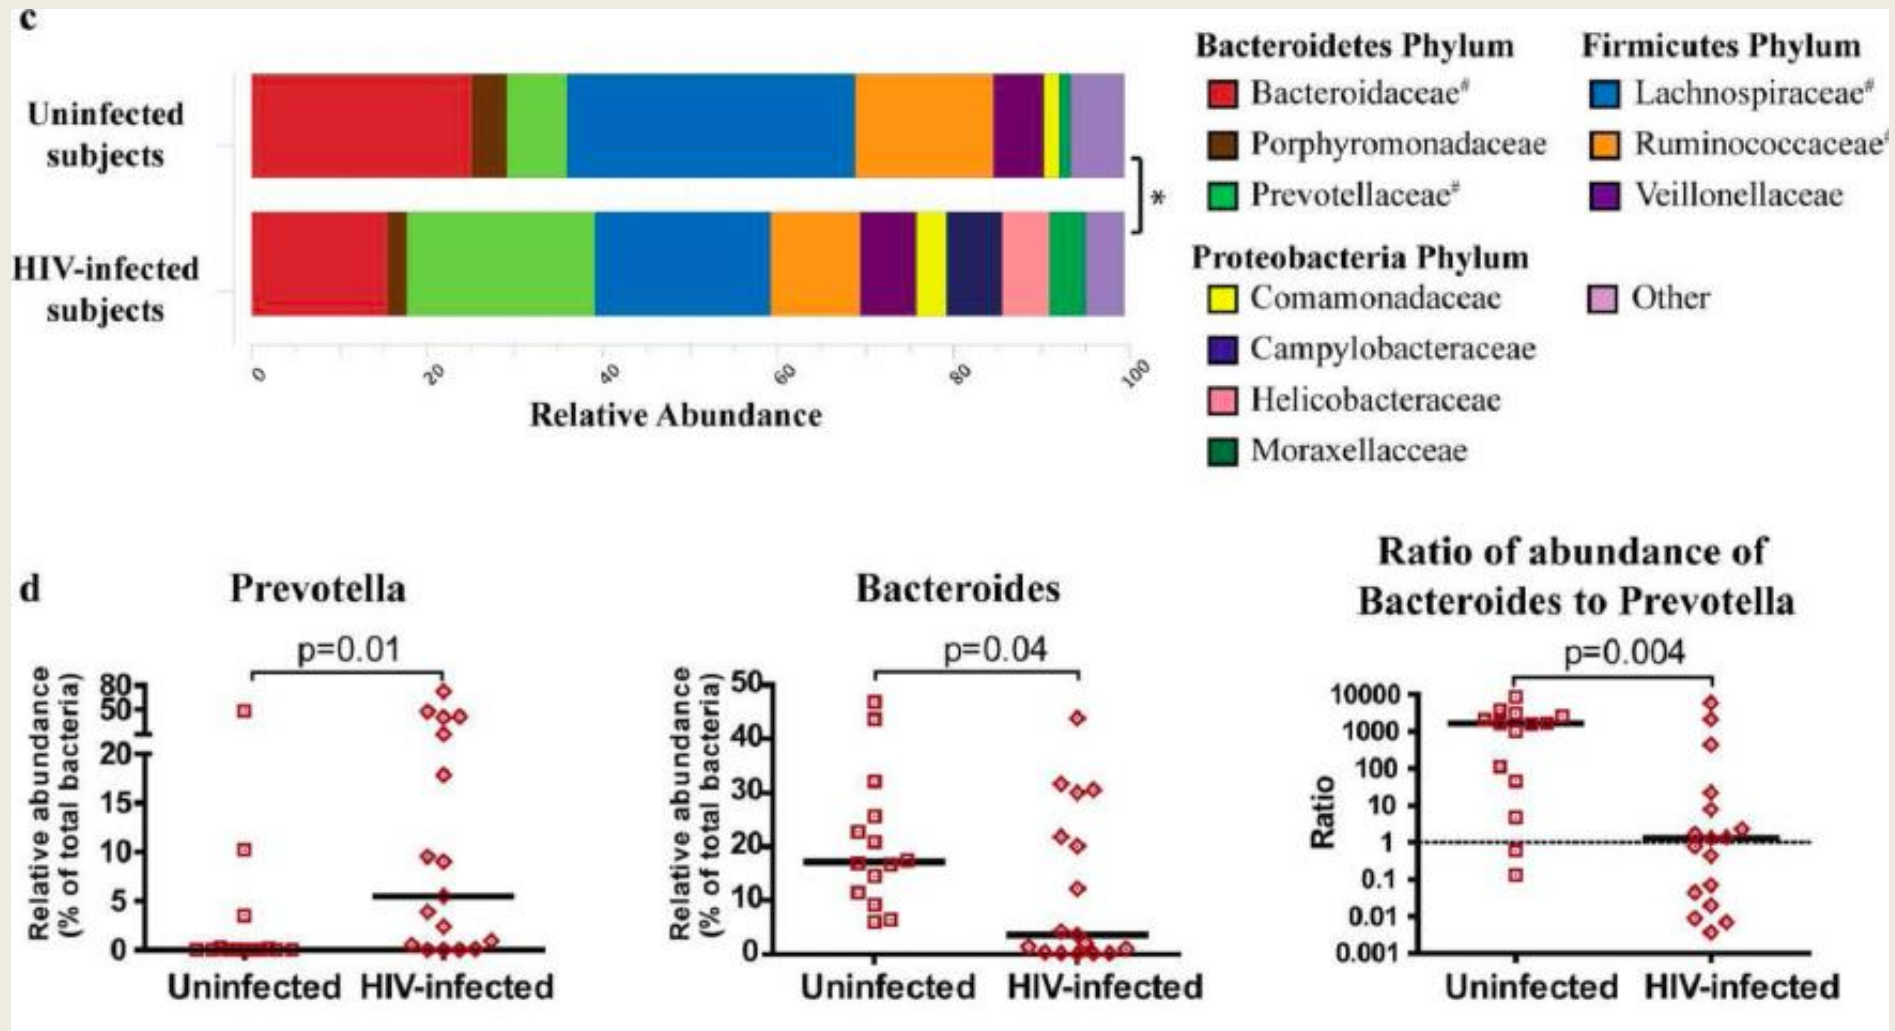 c
Uninfected
subjects
HIV-infected
subjects
*
0 20 40 60 80 100
Relative Abundance
Bacteroidetes Phylum
Bacteroidaceae#
Porphyromonadaceae
Prevotellaceae#
Firmicutes Phylum
Lachnospiraceae#
Ruminococcaceae#
Veillonellaceae
Proteobacteria Phylum
Comamonadaceae
Campylobacteraceae
Helicobacteraceae
Moraxellacceae
Other
d
Prevotella
p=0.01
Relative abundance
(% of total bacteria)
80
50
20
15
10
5
0
Uninfected HIV-infected
Bacteroides
p=0.04
Relative abundance
(% of total bacteria)
50
40
30
20
10
0
Uninfected HIV-infected
Ratio of abundance of
Bacteroides to Prevotella
p=0.004
Ratio
10000
1000
100
10
1
0.1
0.01
0.001
Uninfected HIV-infected